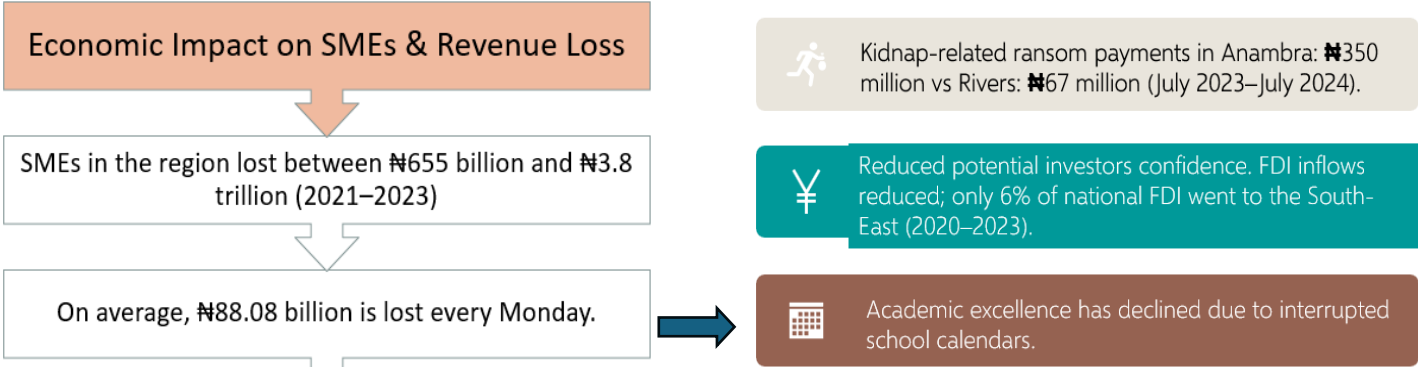 Economic Impact on SMEs & Revenue Loss
SMEs in the region lost between ₦655 billion and ₦3.8
trillion (2021–2023)
On average, ₦88.08 billion is lost every Monday.
Kidnap-related ransom payments in Anambra: ₦350
million vs Rivers: ₦67 million (July 2023–July 2024).
¥
Reduced potential investors confidence. FDI inflows
reduced; only 6% of national FDI went to the South-
East (2020–2023).
Academic excellence has declined due to interrupted
school calendars.